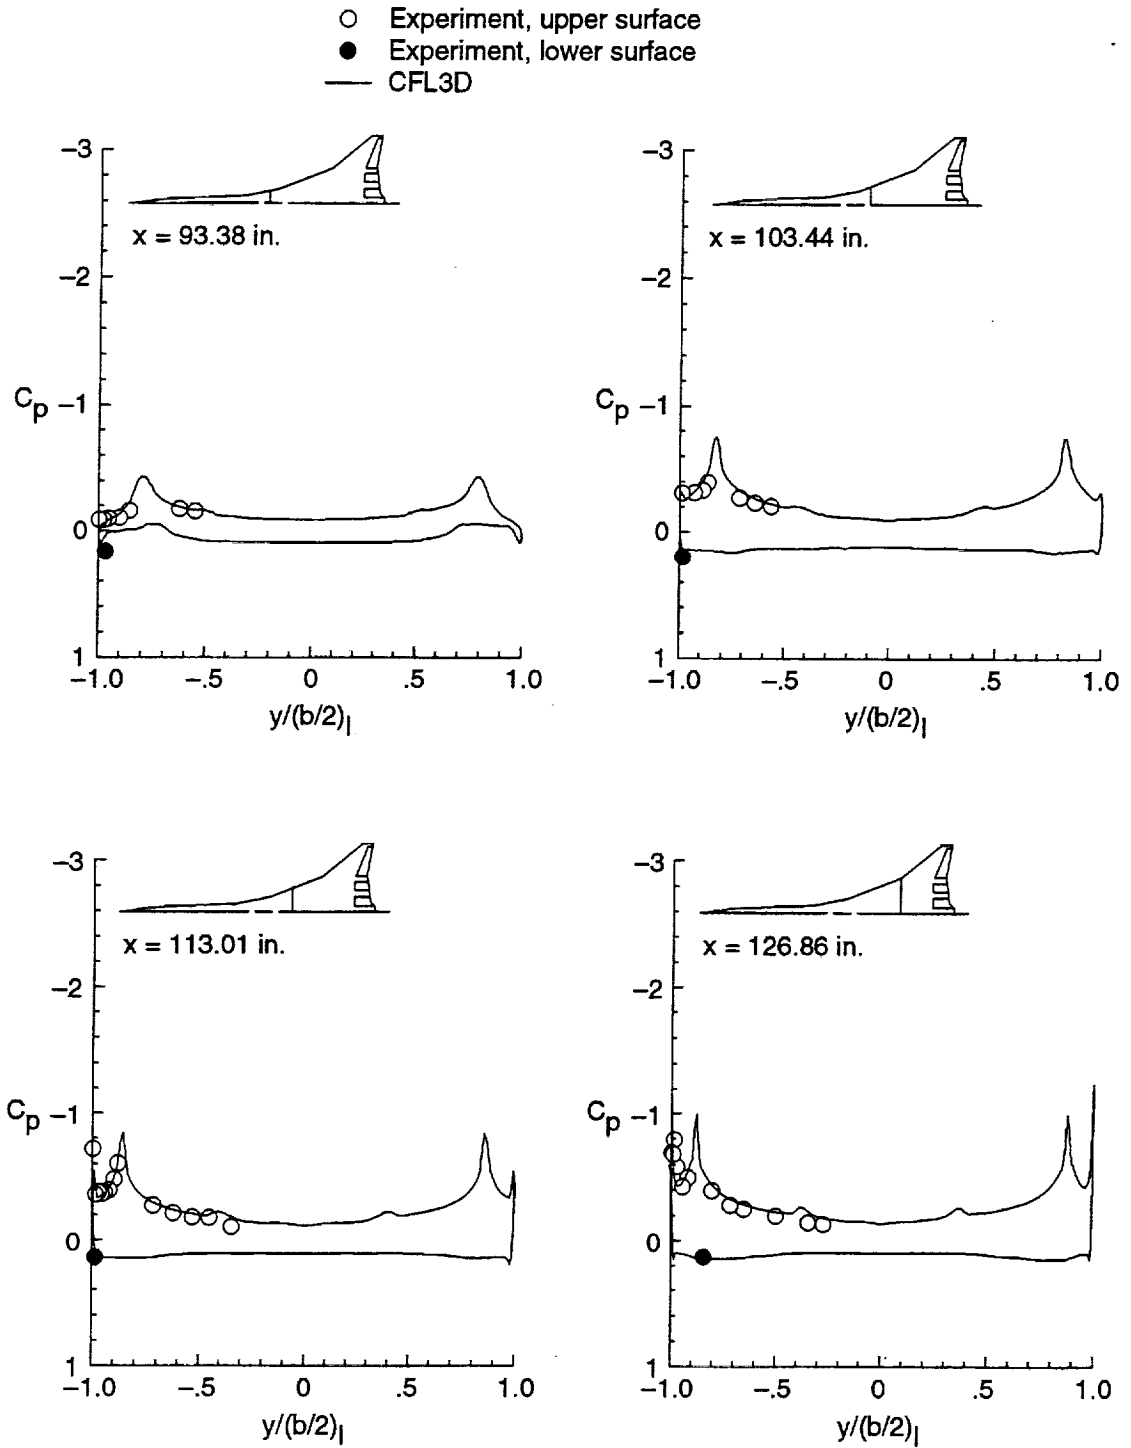 Experiment, upper surface
Experiment, lower surface
CFL3D
−3
x = 93.38 in.
−2
Cp −1
0
1
−1.0 −.5 0 .5 1.0
y/(b/2)l
−3
x = 103.44 in.
−2
Cp −1
0
1
−1.0 −.5 0 .5 1.0
y/(b/2)l
−3
x = 113.01 in.
−2
Cp −1
0
1
−1.0 −.5 0 .5 1.0
y/(b/2)l
−3
x = 126.86 in.
−2
Cp −1
0
1
−1.0 −.5 0 .5 1.0
y/(b/2)l